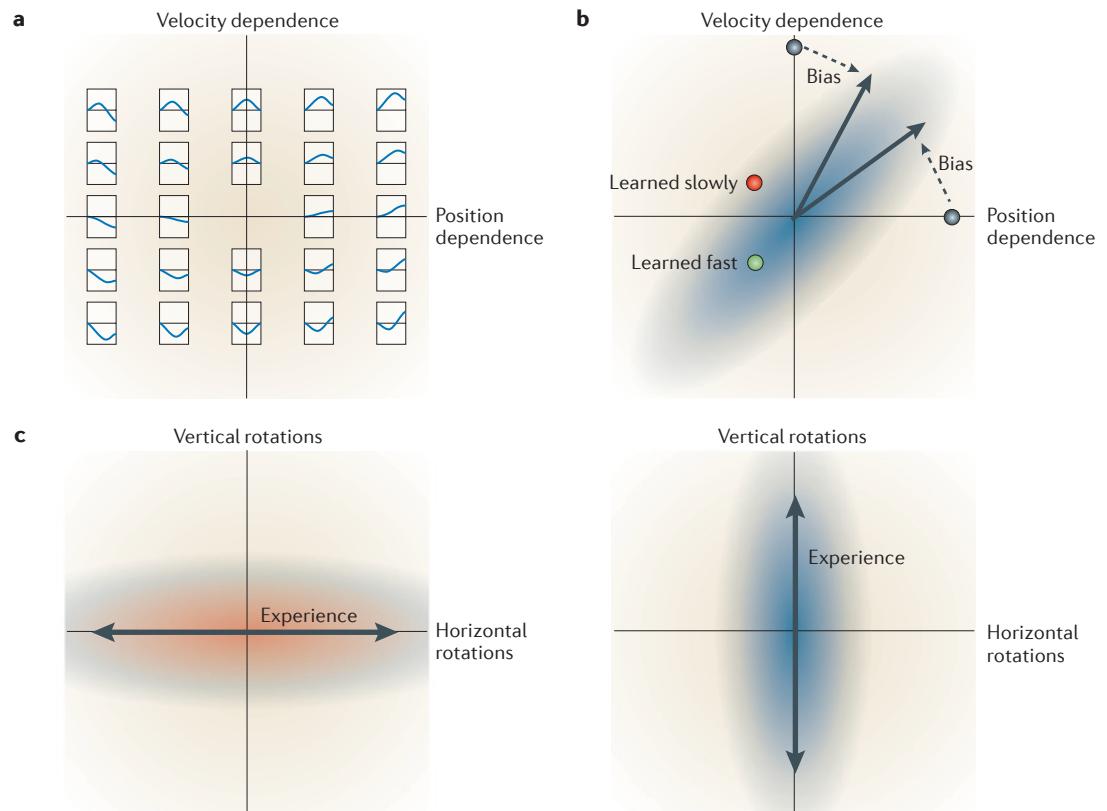 a
Velocity dependence
Position
dependence
b
Velocity dependence
Bias
Bias
Learned slowly
Position
dependence
Learned fast
c
Vertical rotations
Experience
Horizontal
rotations
Vertical rotations
Experience
Horizontal
rotations